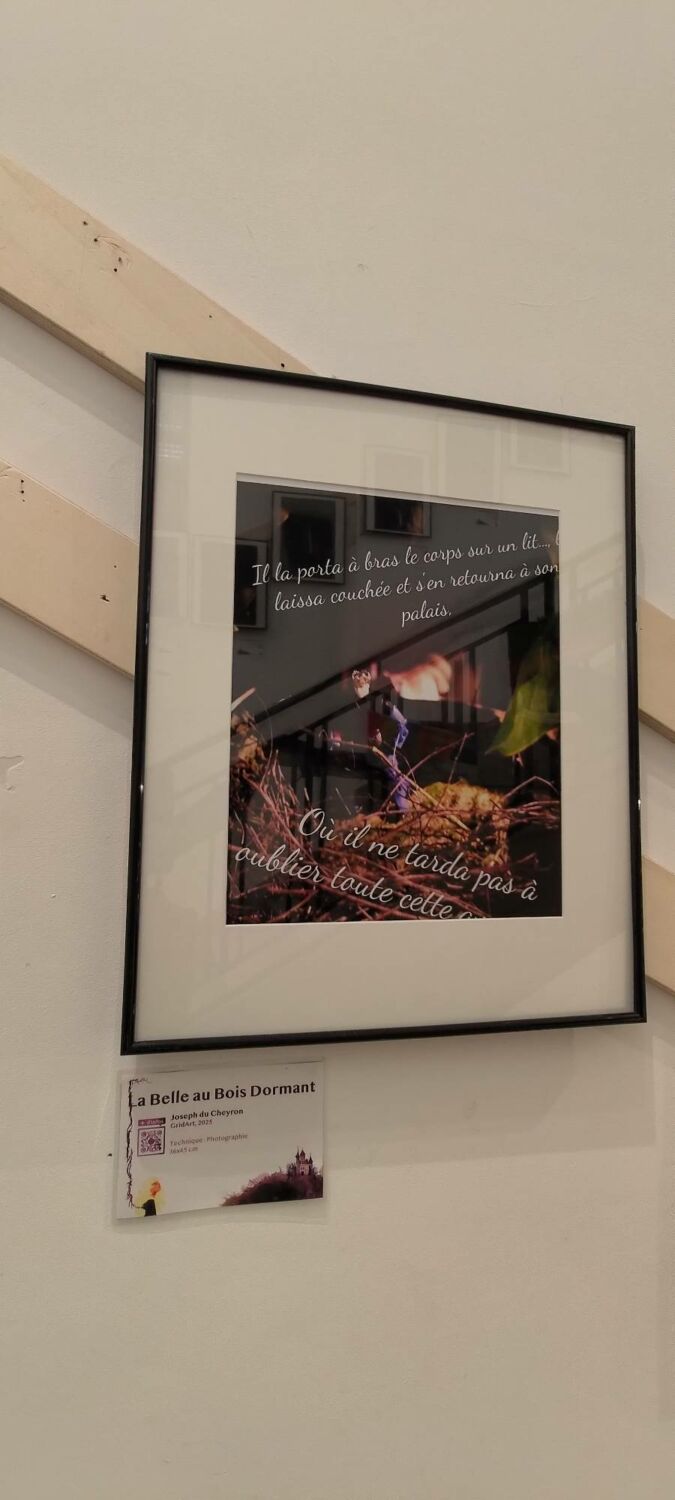 Il la porta à bras le corps sur un lit...,
laissa couchée et s'en retourna à son
palais,
Où il ne tarda pas à
oublier toute cette
La Belle au Bois Dormant
Joseph du Cheyron
GridArt, 2025
Technique : Photographie